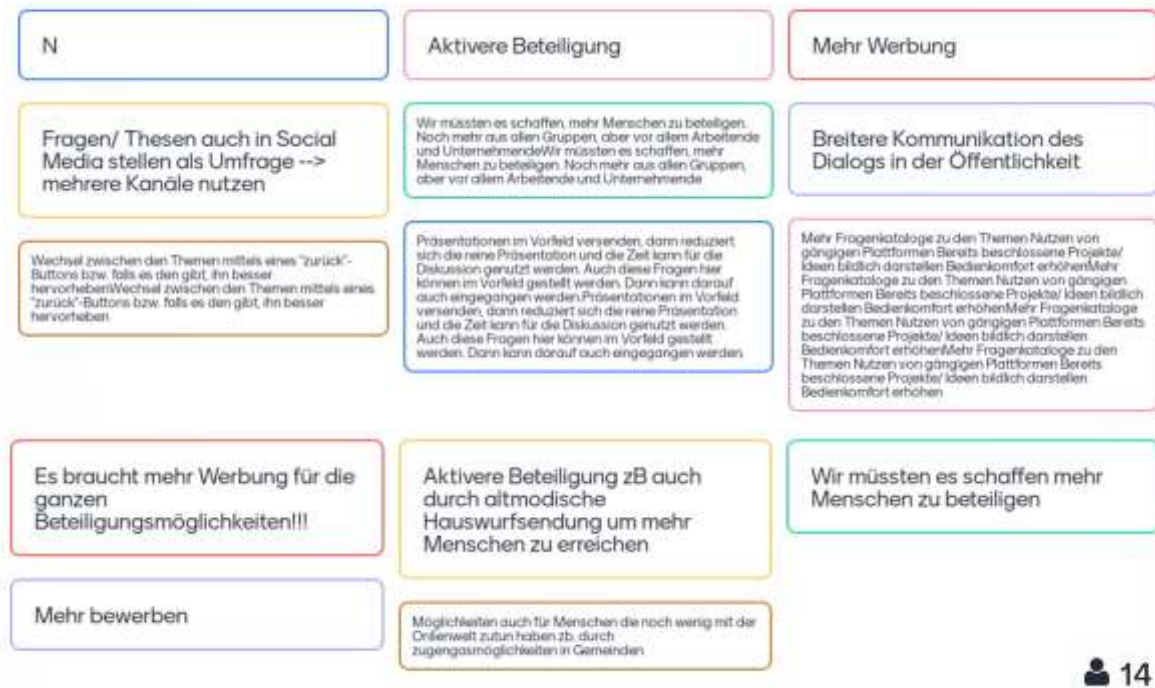 N
Aktivere Beteiligung
Mehr Werbung
Fragen/ Thesen auch in Social
Media stellen als Umfrage -->
mehrere Kanäle nutzen
Wir müssten es schaffen, mehr Menschen zu beteiligen.
Noch mehr aus allen Gruppen, aber vor allem Arbeitende
und UnternehmendeWir müssten es schaffen, mehr
Menschen zu beteiligen. Noch mehr aus allen Gruppen,
aber vor allem Arbeitende und Unternehmende
Breitere Kommunikation des
Dialogs in der Öffentlichkeit
Wechsel zwischen den Themen mittels eines "zurück"-
Buttons bzw. falls es den gibt, ihn besser
hervorhebenWechsel zwischen den Themen mittels eines
"zurück"-Buttons bzw. falls es den gibt, ihn besser
hervorheben
Präsentationen im Vorfeld versenden, dann reduziert
sich die reine Präsentation und die Zeit kann für die
Diskussion genutzt werden. Auch diese Fragen hier
können im Vorfeld gestellt werden. Dann kann darauf
auch eingegangen werden.Präsentationen im Vorfeld
versenden, dann reduziert sich die reine Präsentation
und die Zeit kann für die Diskussion genutzt werden.
Auch diese Fragen hier können im Vorfeld gestellt
werden. Dann kann darauf auch eingegangen werden.
Mehr Fragenkataloge zu den Themen Nutzen von
gängigen Plattformen Bereits beschlossene Projekte/
Ideen bildlich darstellen Bedienkomfort erhöhenMehr
Fragenkataloge zu den Themen Nutzen von gängigen
Plattformen Bereits beschlossene Projekte/ Ideen bildlich
darstellen Bedienkomfort erhöhenMehr Fragenkataloge
zu den Themen Nutzen von gängigen Plattformen Bereits
beschlossene Projekte/ Ideen bildlich darstellen
Bedienkomfort erhöhenMehr Fragenkataloge zu den
Themen Nutzen von gängigen Plattformen Bereits
beschlossene Projekte/ Ideen bildlich darstellen
Bedienkomfort erhöhen
Es braucht mehr Werbung für die
ganzen
Beteiligungsmöglichkeiten!!!
Aktivere Beteiligung zB auch
durch altmodische
Hauswurfsendung um mehr
Menschen zu erreichen
Wir müssten es schaffen mehr
Menschen zu beteiligen
Mehr bewerben
Möglichkeiten auch für Menschen die noch wenig mit der
Onlienwelt zutun haben zb. durch
zugengasmöglichkeiten in Gemeinden
14